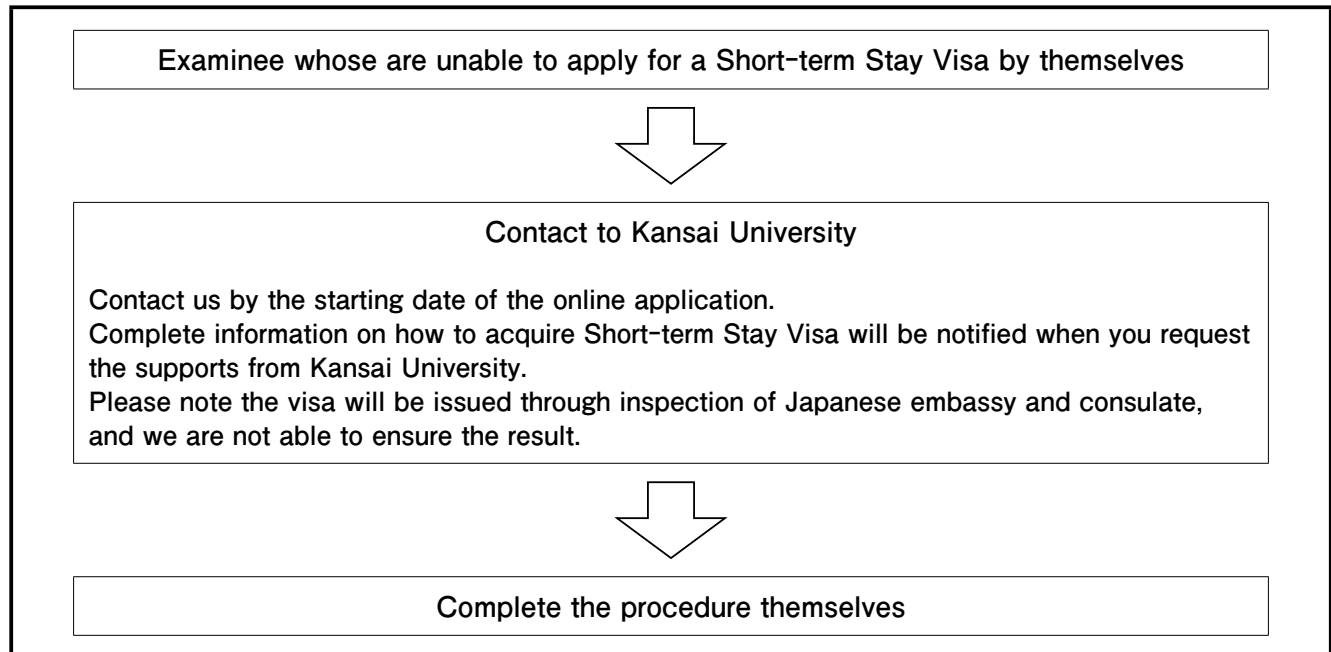 Examinee whose are unable to apply for a Short-term Stay Visa by themselves
Contact to Kansai University
Contact us by the starting date of the online application.
Complete information on how to acquire Short-term Stay Visa will be notified when you request
the supports from Kansai University.
Please note the visa will be issued through inspection of Japanese embassy and consulate,
and we are not able to ensure the result.
Complete the procedure themselves